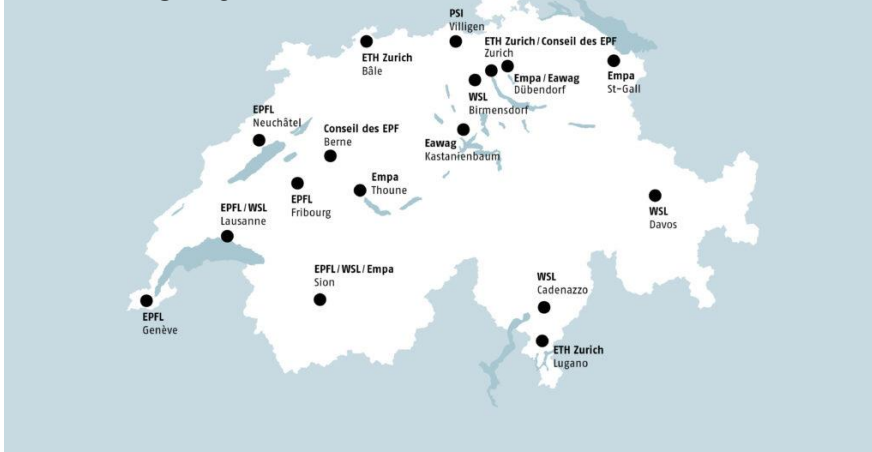 PSI
Villigen
ETH Zurich
Bâle
ETH Zurich/Conseil des EPF
Zurich
Empa/Eawag
Dübendorf
Empa
St-Gall
WSL
Birmensdorf
EPFL
Neuchâtel
Conseil des EPF
Berne
Eawag
Kastanienbaum
Empa
Thoune
EPFL
Fribourg
EPFL/WSL
Lausanne
WSL
Davos
EPFL/WSL/Empa
Sion
WSL
Cadenazzo
EPFL
Genève
ETH Zurich
Lugano